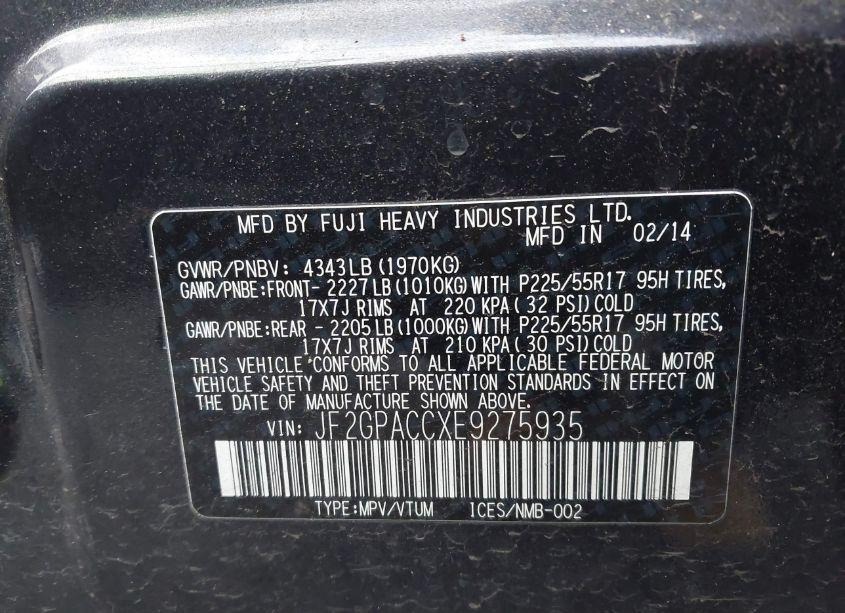 MFD BY FUJI HEAVY INDUSTRIES LTD.
MFD IN 02/14
GVWR/PNBV: 4343LB(1970KG)
GAWR/PNBE:FRONT- 2227LB(1010KG)WITH P225/55R17 95H TIRES,
17X7J RIMS AT 220 KPA( 32 PSI)COLD
GAWR/PNBE:REAR - 2205LB(1000KG)WITH P225/55R17 95H TIRES,
17X7J RIMS AT 210 KPA( 30 PSI)COLD
THIS VEHICLE CONFORMS TO ALL APPLICABLE FEDERAL MOTOR
VEHICLE SAFETY AND THEFT PREVENTION STANDARDS IN EFFECT ON
THE DATE OF MANUFACTURE SHOWN ABOVE.
VIN: JF2GPACCXE9275935
TYPE:MPV/VTUM ICES/NMB-002